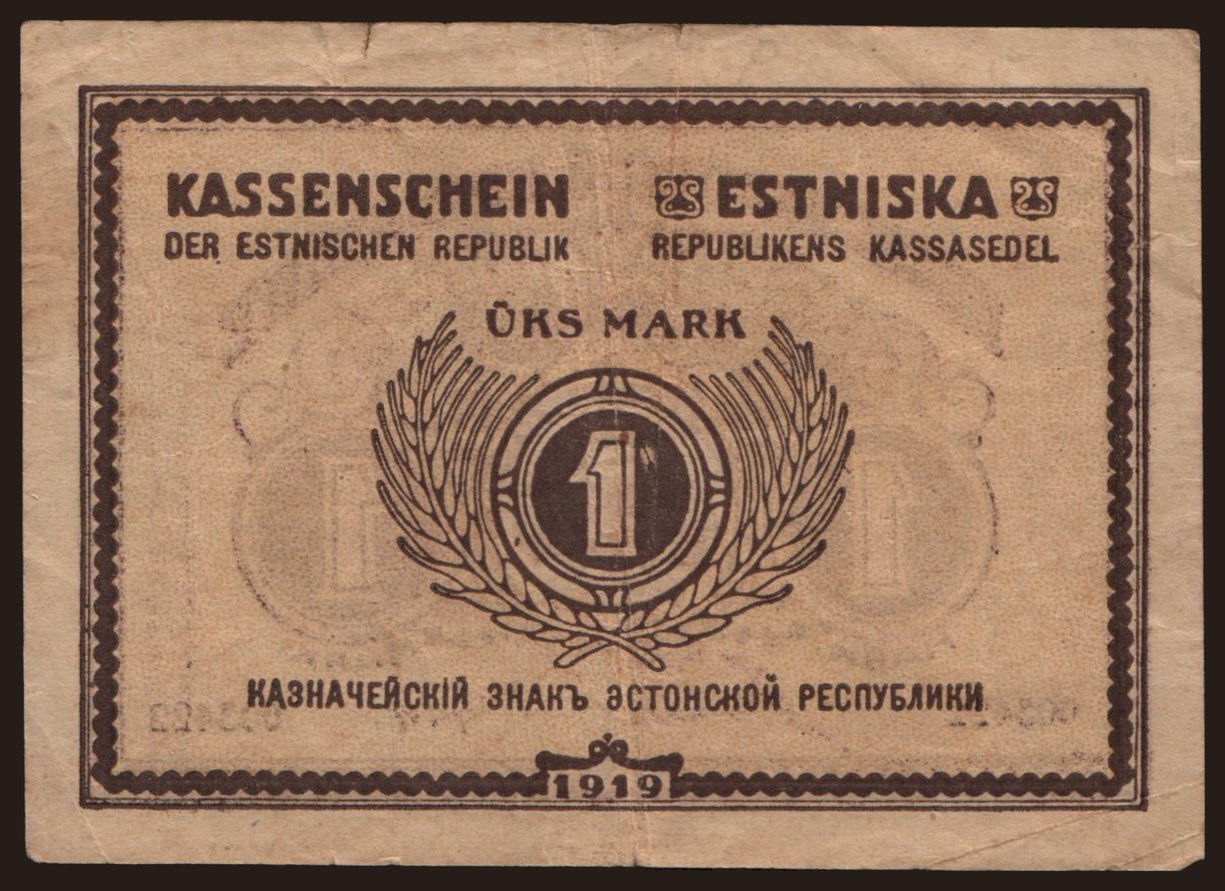 KASSENSCHEIN
DER ESTNISCHEN REPUBLIK
ESTNISKA
REPUBLIKENS KASSASEDEL
ÜKS MARK
1
КАЗНАЧЕЙСКІЙ ЗНАКЪ ЭСТОНСКОЙ РЕСПУБЛИКИ
1919